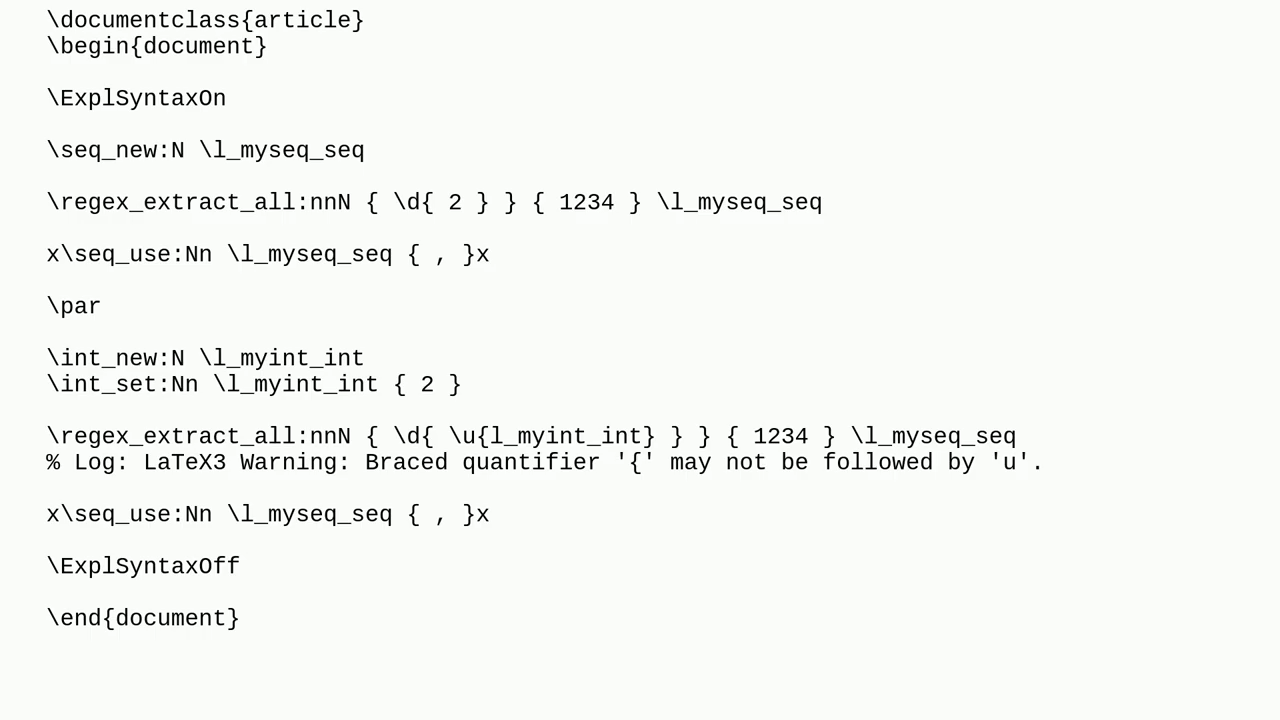 \documentclass{article}
\begin{document}
\ExplSyntaxOn
\seq_new:N \l_myseq_seq
\regex_extract_all:nnN { \d{ 2 } } { 1234 } \l_myseq_seq
x\seq_use:Nn \l_myseq_seq { , }x
\par
\int_new:N \l_myint_int
\int_set:Nn \l_myint_int { 2 }
\regex_extract_all:nnN { \d{ \u{l_myint_int} } } { 1234 } \l_myseq_seq
% Log: LaTeX3 Warning: Braced quantifier '{' may not be followed by 'u'.
x\seq_use:Nn \l_myseq_seq { , }x
\ExplSyntaxOff
\end{document}